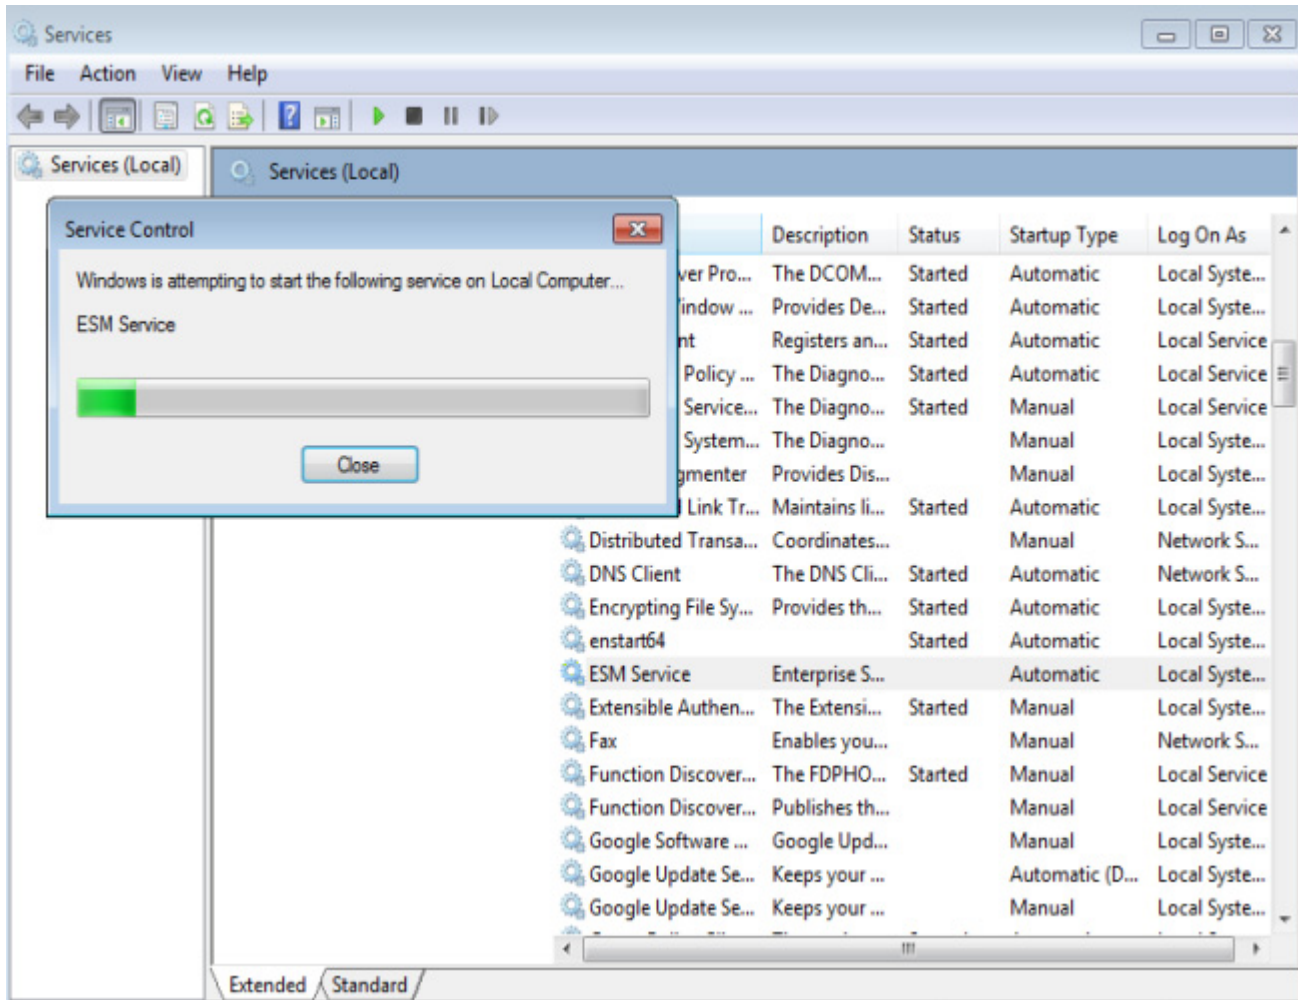 Services
File Action View Help
Services (Local)
Services (Local)
Service Control
Windows is attempting to start the following service on Local Computer...
ESM Service
Close
Description Status Startup Type Log On As
ver Pro... The DCOM... Started Automatic Local Syste...
indow ... Provides De... Started Automatic Local Syste...
nt Registers an... Started Automatic Local Service
Policy ... The Diagno... Started Automatic Local Service
Service... The Diagno... Started Manual Local Service
System... The Diagno... Manual Local Syste...
gmenter Provides Dis... Manual Local Syste...
Link Tr... Maintains li... Started Automatic Local Syste...
Distributed Transa... Coordinates... Manual Network S...
DNS Client The DNS Cli... Started Automatic Network S...
Encrypting File Sy... Provides th... Started Automatic Local Syste...
enstart64 Started Automatic Local Syste...
ESM Service Enterprise S... Automatic Local Syste...
Extensible Authen... The Extensi... Started Manual Local Syste...
Fax Enables you... Manual Network S...
Function Discover... The FDPHO... Started Manual Local Service
Function Discover... Publishes th... Manual Local Service
Google Software ... Google Upd... Manual Local Syste...
Google Update Se... Keeps your ... Automatic (D... Local Syste...
Google Update Se... Keeps your ... Manual Local Syste...
Extended Standard